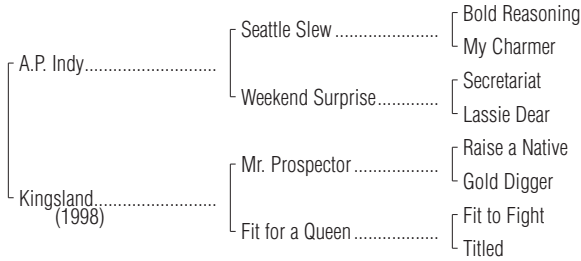 Bold Reasoning
Seattle Slew
My Charmer
A.P. Indy
Secretariat
Weekend Surprise
Lassie Dear
Raise a Native
Mr. Prospector
Gold Digger
Kingsland
(1998)
Fit to Fight
Fit for a Queen
Titled